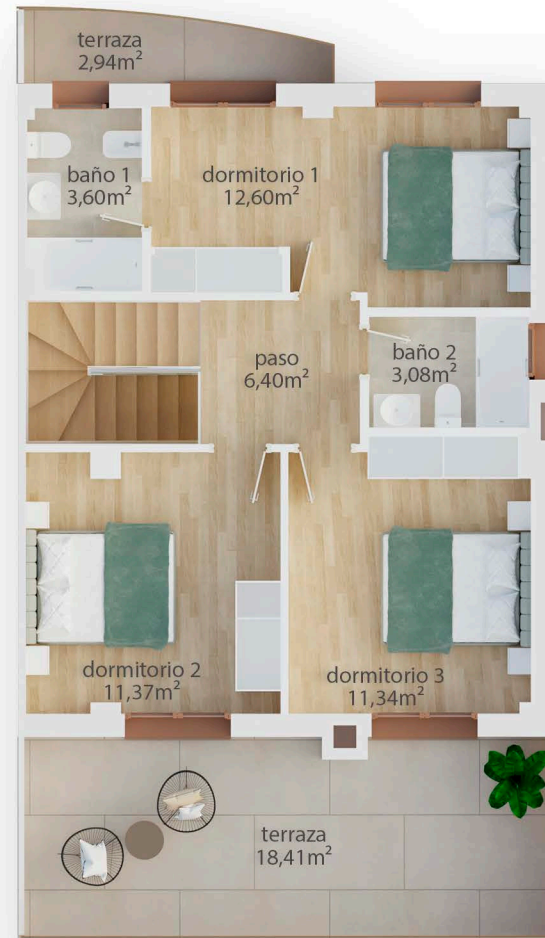 terraza
2,94m²
baño 1
3,60m²
dormitorio 1
12,60m²
paso
6,40m²
baño 2
3,08m²
dormitorio 2
11,37m²
dormitorio 3
11,34m²
terraza
18,41m²